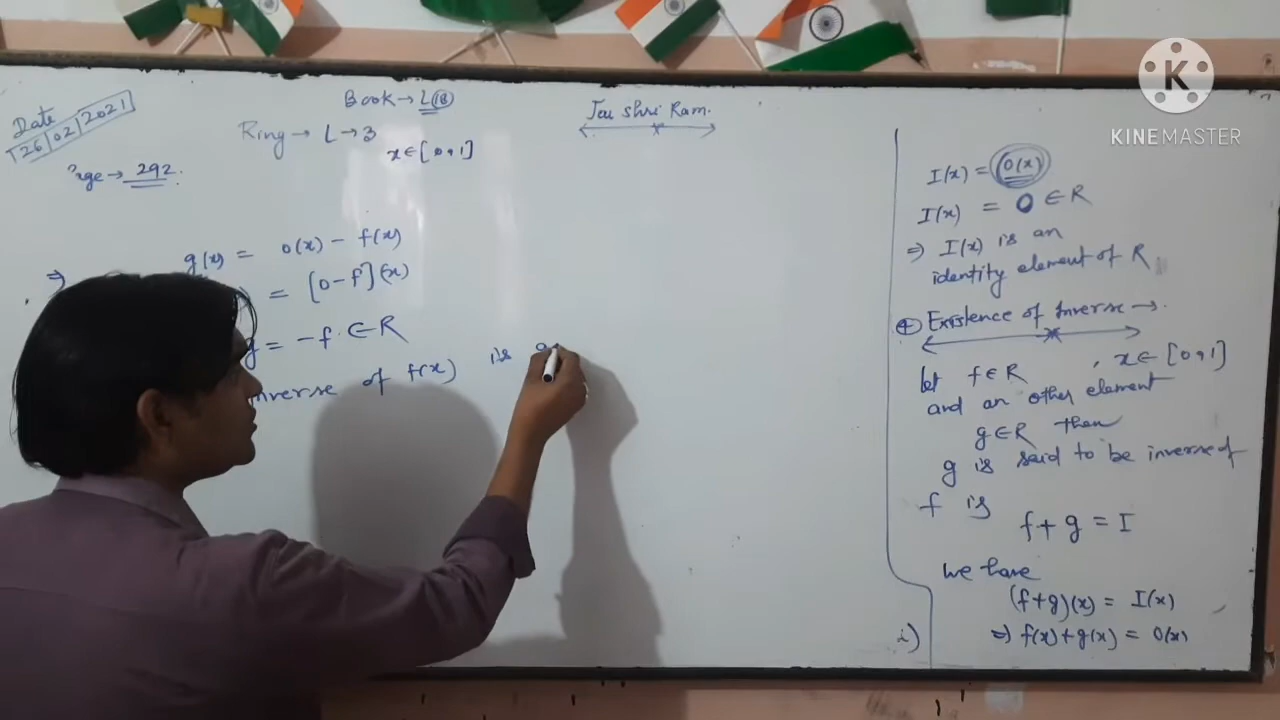 Date
26/02/2021
Book → L 18
Jai Shri Ram.
Ring → L → 3
x ∈ [0,1]
Page → 292.
⇒ g(x) = 0(x) - f(x)
= [0-f](x)
g = -f ∈ R
inverse of f(x) is
I(x) = 0(x)
I(x) = 0 ∈ R
⇒ I(x) is an
identity element of R
④ Existence of Inverse →
let f ∈ R, x ∈ [0,1]
and an other element
g ∈ R then
g is said to be inverse of
f is
f + g = I
We have
(f+g)(x) = I(x)
i) ⇒ f(x)+g(x) = 0(x)
KINEMASTER